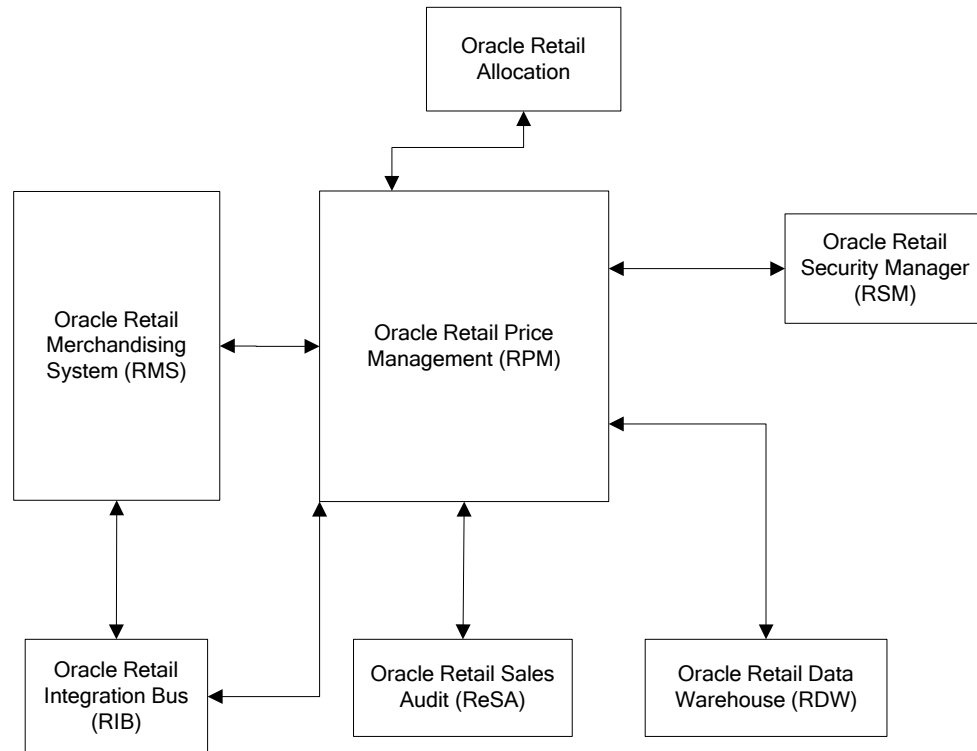 Oracle Retail
Allocation
Oracle Retail
Merchandising
System (RMS)
Oracle Retail Price
Management (RPM)
Oracle Retail
Security Manager
(RSM)
Oracle Retail
Integration Bus
(RIB)
Oracle Retail Sales
Audit (ReSA)
Oracle Retail Data
Warehouse (RDW)